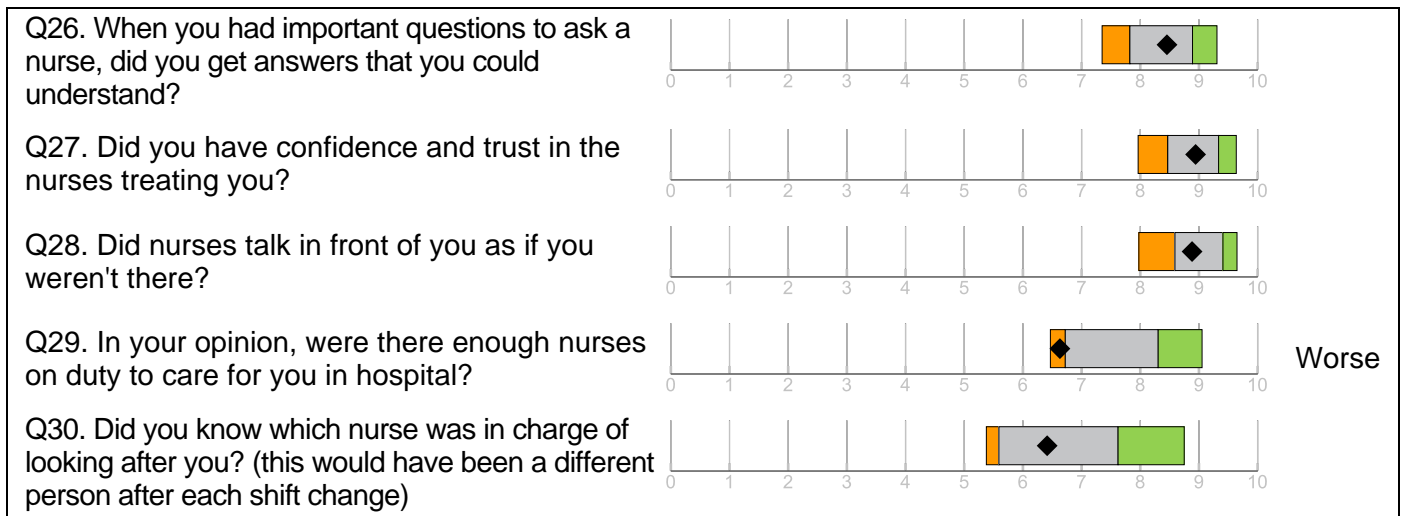 Q26. When you had important questions to ask a
nurse, did you get answers that you could
understand?
0 1 2 3 4 5 6 7 8 9 10
Q27. Did you have confidence and trust in the
nurses treating you?
0 1 2 3 4 5 6 7 8 9 10
Q28. Did nurses talk in front of you as if you
weren't there?
0 1 2 3 4 5 6 7 8 9 10
Q29. In your opinion, were there enough nurses
on duty to care for you in hospital?
0 1 2 3 4 5 6 7 8 9 10
Worse
Q30. Did you know which nurse was in charge of
looking after you? (this would have been a different
person after each shift change)
0 1 2 3 4 5 6 7 8 9 10